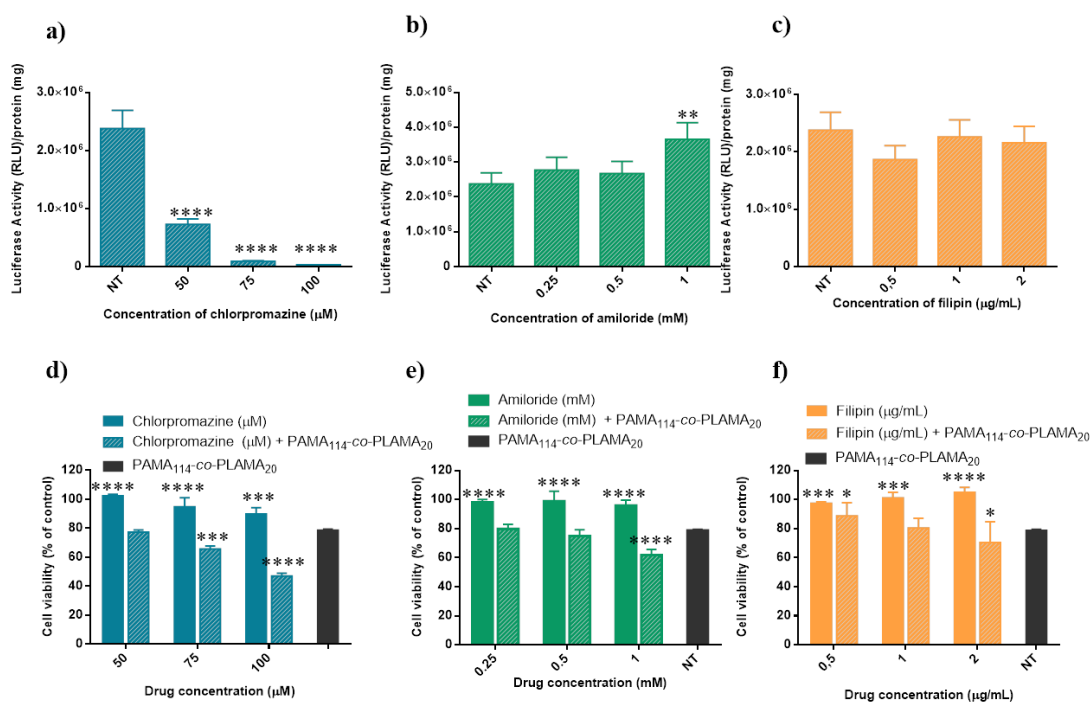 a)
Luciferase Activity (RLU)/protein (mg)
3.0×10⁶
2.0×10⁶
1.0×10⁶
0
****
****
****
NT
50
75
100
Concentration of chlorpromazine (µM)
b)
Luciferase Activity (RLU)/protein (mg)
5.0×10⁶
4.0×10⁶
3.0×10⁶
2.0×10⁶
1.0×10⁶
0
**
NT
0.25
0.5
1
Concentration of amiloride (mM)
c)
Luciferase Activity (RLU)/protein (mg)
3.0×10⁶
2.0×10⁶
1.0×10⁶
0
NT
0,5
1
2
Concentration of filipin (µg/mL)
d)
Chlorpromazine (µM)
Chlorpromazine (µM) + PAMA₁₁₄-co-PLAMA₂₀
PAMA₁₁₄-co-PLAMA₂₀
Cell viability (% of control)
120
100
80
60
40
20
0
****
****
***
***
****
50
75
100
Drug concentration (µM)
e)
Amiloride (mM)
Amiloride (mM) + PAMA₁₁₄-co-PLAMA₂₀
PAMA₁₁₄-co-PLAMA₂₀
Cell viability (% of control)
120
100
80
60
40
20
0
****
****
****
****
0.25
0.5
1
NT
Drug concentration (mM)
f)
Filipin (µg/mL)
Filipin (µg/mL) + PAMA₁₁₄-co-PLAMA₂₀
PAMA₁₁₄-co-PLAMA₂₀
Cell viability (% of control)
120
100
80
60
40
20
0
***
*
***
****
*
0,5
1
2
NT
Drug concentration (µg/mL)